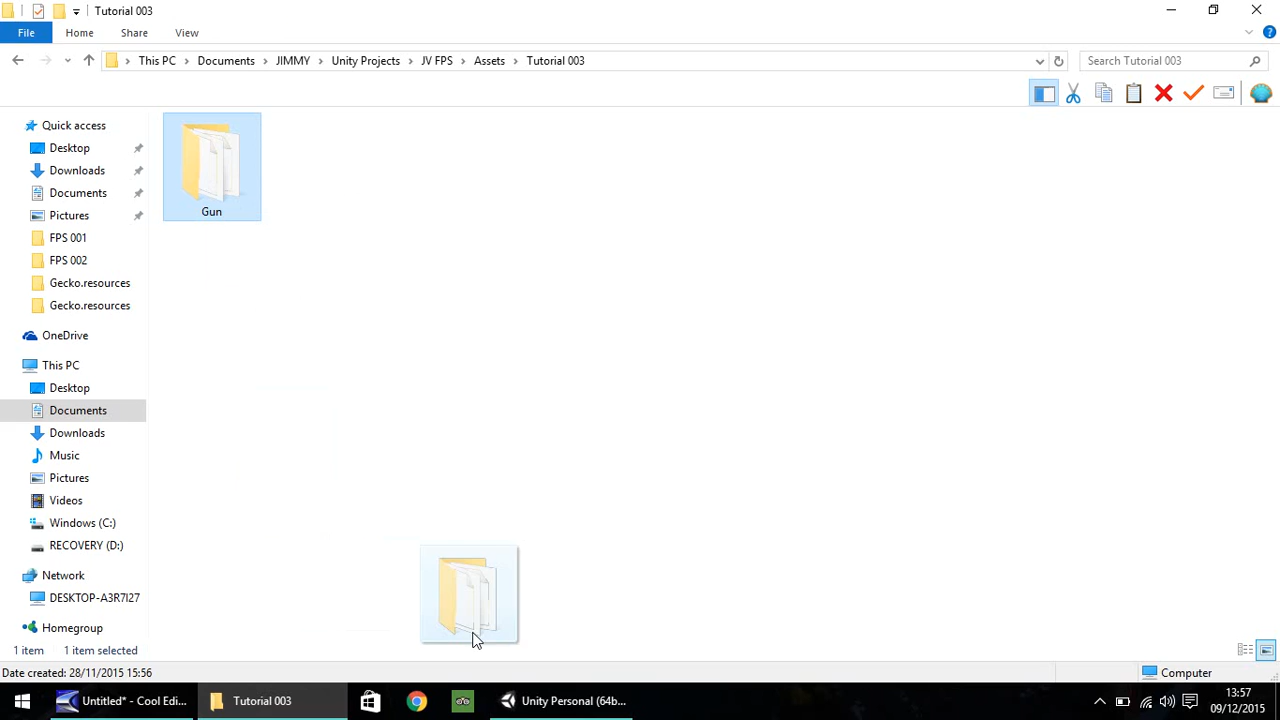 Tutorial 003
File Home Share View
This PC Documents JIMMY Unity Projects JV FPS Assets Tutorial 003
Search Tutorial 003
Quick access
Desktop
Downloads
Documents
Pictures
FPS 001
FPS 002
Gecko.resources
Gecko.resources
OneDrive
This PC
Desktop
Documents
Downloads
Music
Pictures
Videos
Windows (C:)
RECOVERY (D:)
Network
DESKTOP-A3R7I27
Homegroup
Gun
1 item 1 item selected
Date created: 28/11/2015 15:56
Computer
Untitled* - Cool Edi...
Tutorial 003
Unity Personal (64b...
13:57
09/12/2015